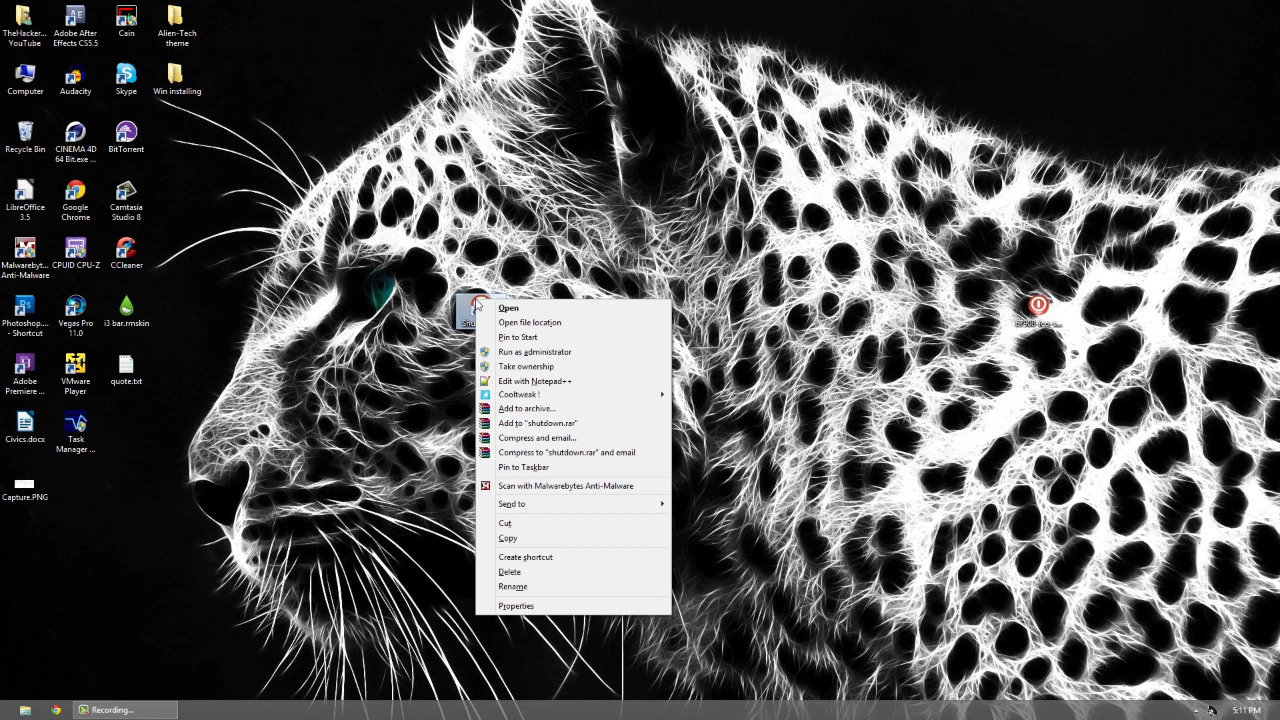 TheHacker...
YouTube
Adobe After
Effects CS5.5
Cain
Alien-Tech
theme
Computer
Audacity
Skype
Win installing
Recycle Bin
CINEMA 4D
64 Bit.exe ...
BitTorrent
LibreOffice
3.5
Google
Chrome
Camtasia
Studio 8
Malwarebyt...
Anti-Malware
CPUID CPU-Z
CCleaner
Photoshop....
- Shortcut
Vegas Pro
11.0
i3 bar.rmskin
Adobe
Premiere ...
VMware
Player
quote.txt
Civics.docx
Task
Manager ...
Capture.PNG
Open
Open file location
Pin to Start
Run as administrator
Take ownership
Edit with Notepad++
Cooltweak !
Add to archive...
Add to "shutdown.rar"
Compress and email...
Compress to "shutdown.rar" and email
Pin to Taskbar
Scan with Malwarebytes Anti-Malware
Send to
Cut
Copy
Create shortcut
Delete
Rename
Properties
Recording...
5:11 PM